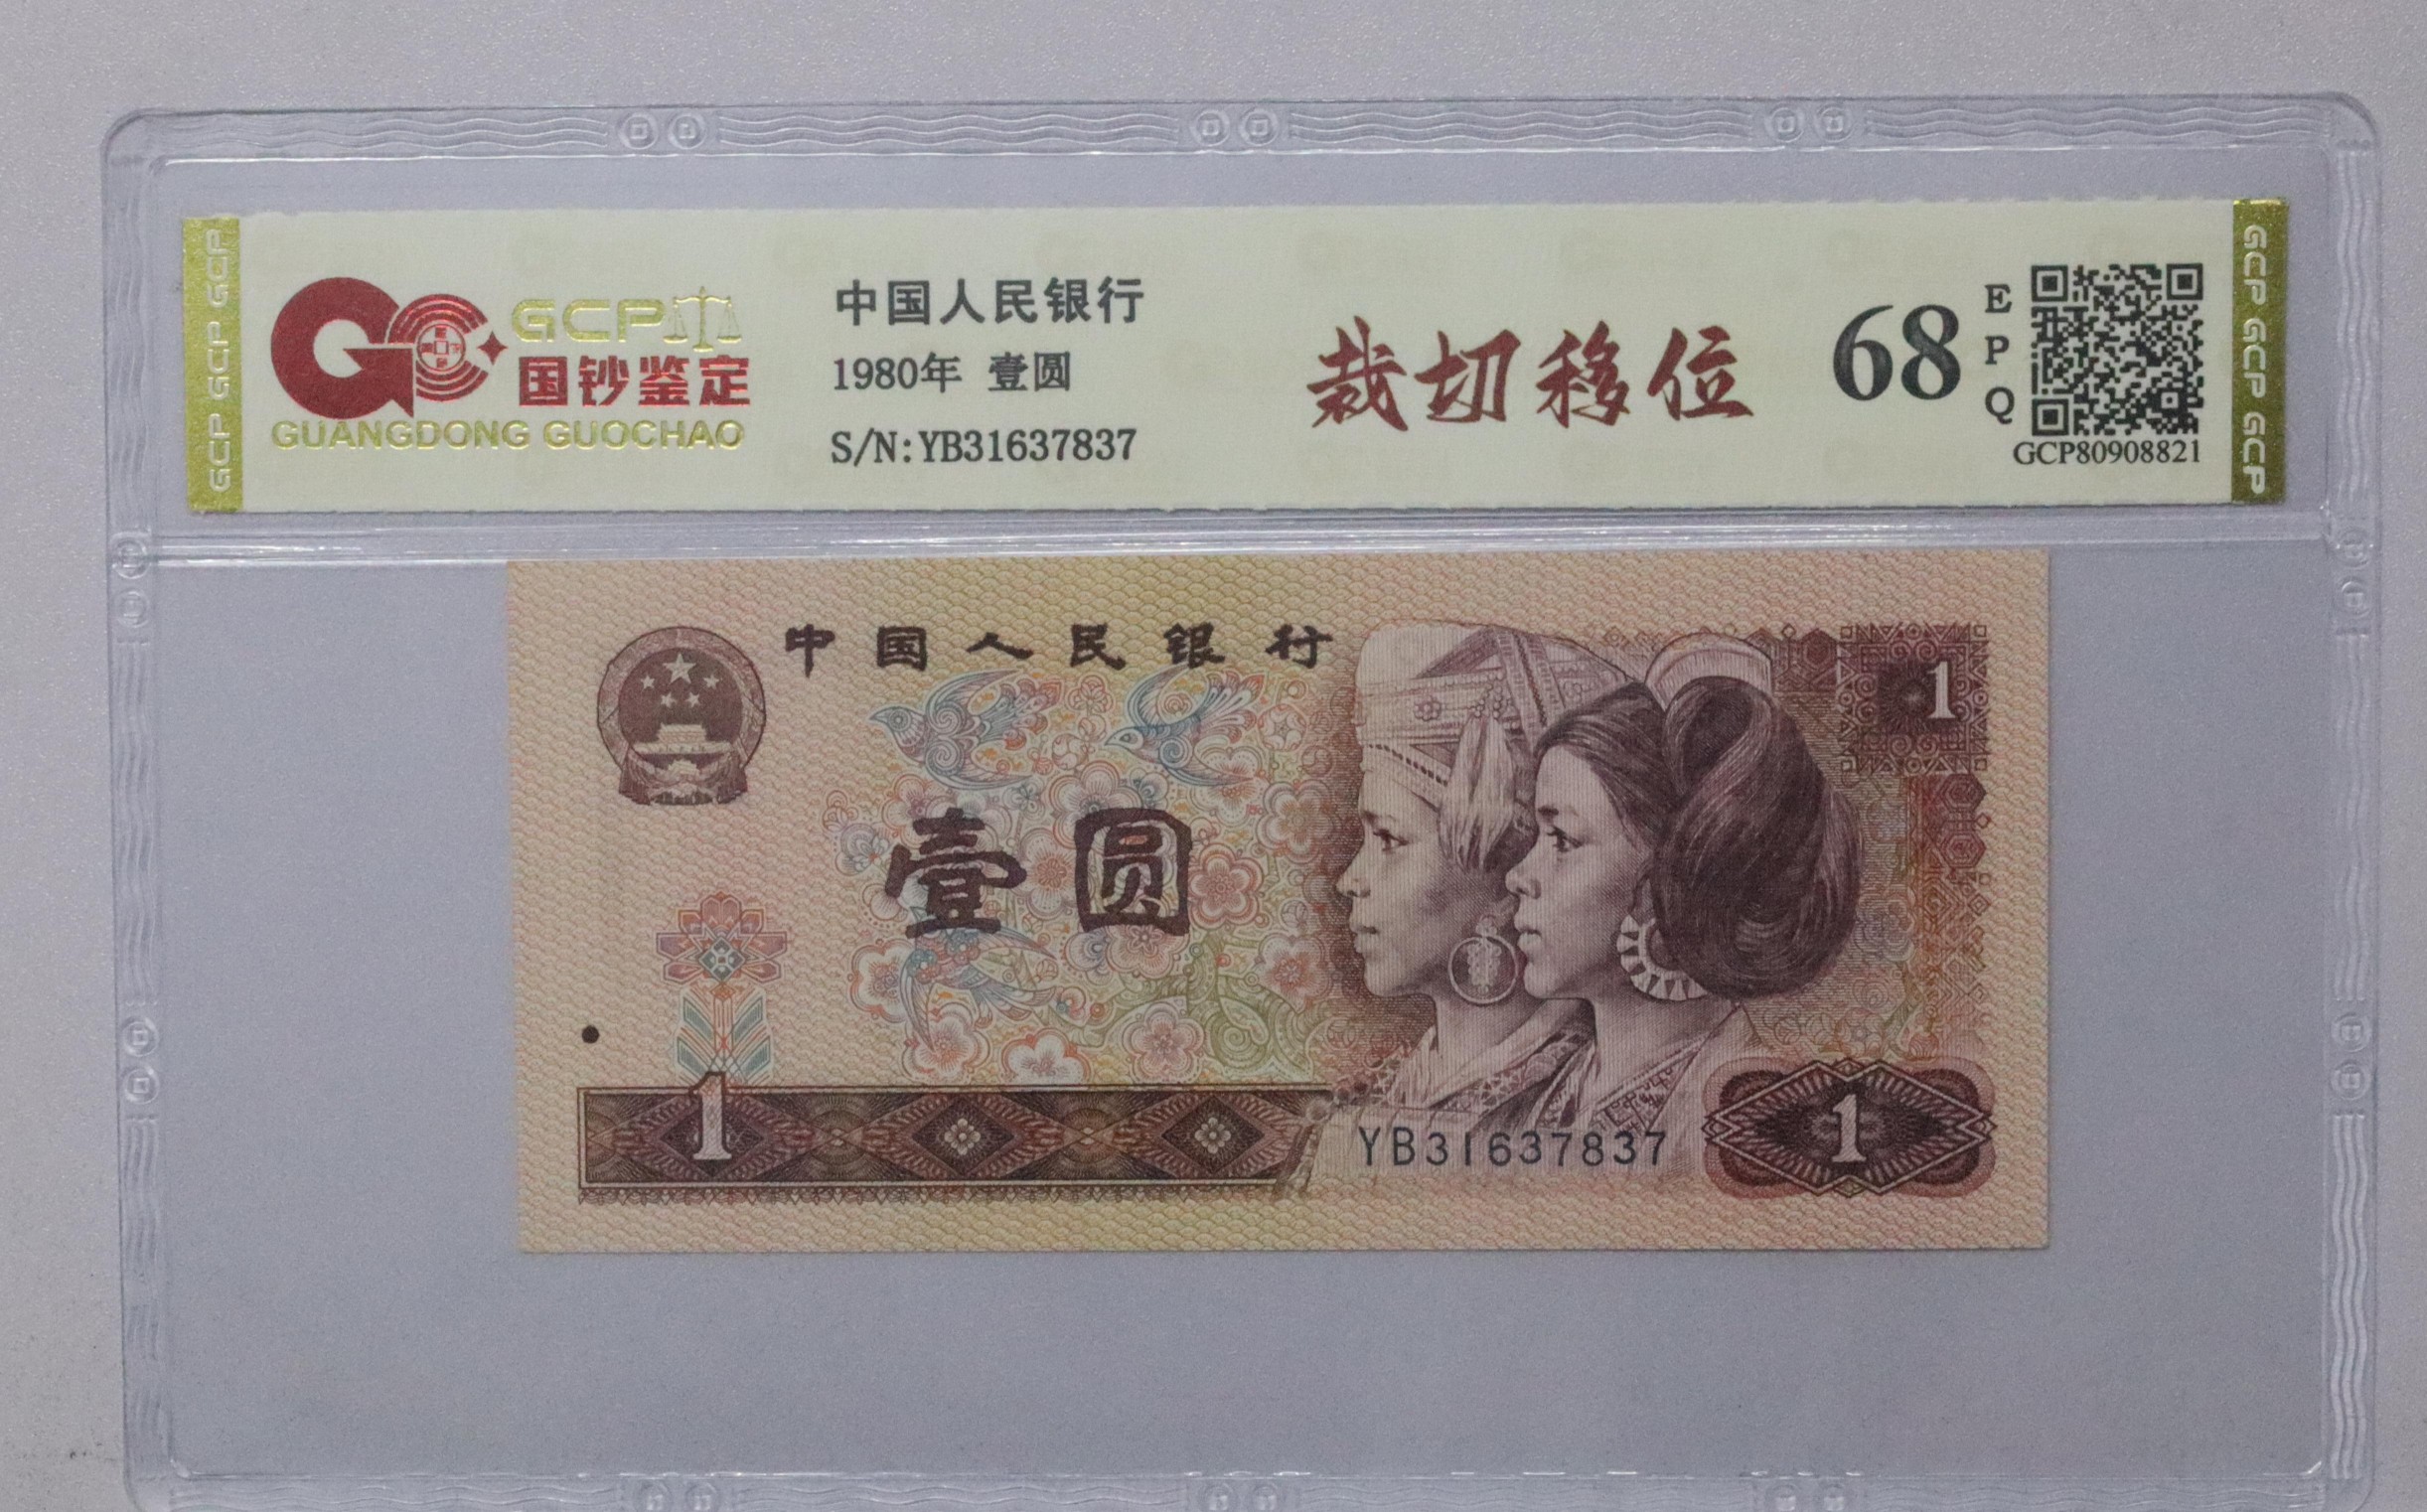 GCP GCP GCP
GCP
国钞鉴定
GUANGDONG GUOCHAO
中国人民银行
1980年 壹圆
S/N:YB31637837
裁切移位
68
E
P
Q
GCP80908821
GCP GCP GCP
中国人民银行
1
壹圆
1
YB31637837
1